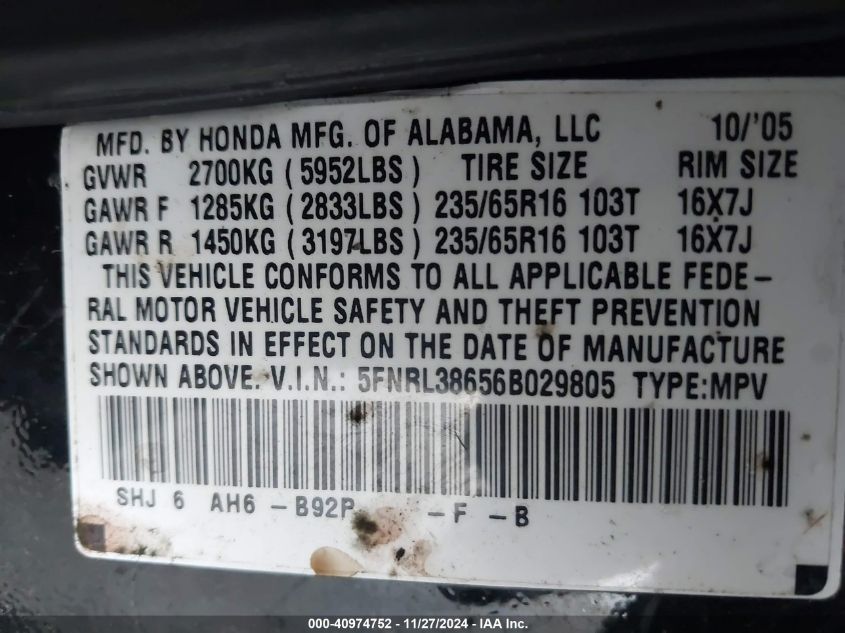 MFD. BY HONDA MFG. OF ALABAMA, LLC 10/'05
GVWR 2700KG (5952LBS) TIRE SIZE RIM SIZE
GAWR F 1285KG (2833LBS) 235/65R16 103T 16X7J
GAWR R 1450KG (3197LBS) 235/65R16 103T 16X7J
THIS VEHICLE CONFORMS TO ALL APPLICABLE FEDE-
RAL MOTOR VEHICLE SAFETY AND THEFT PREVENTION
STANDARDS IN EFFECT ON THE DATE OF MANUFACTURE
SHOWN ABOVE. V.I.N.: 5FNRL38656B029805 TYPE:MPV
SHJ 6 AH6 -B92P -F -B
000-40974752 — 11/27/2024 — IAA Inc.